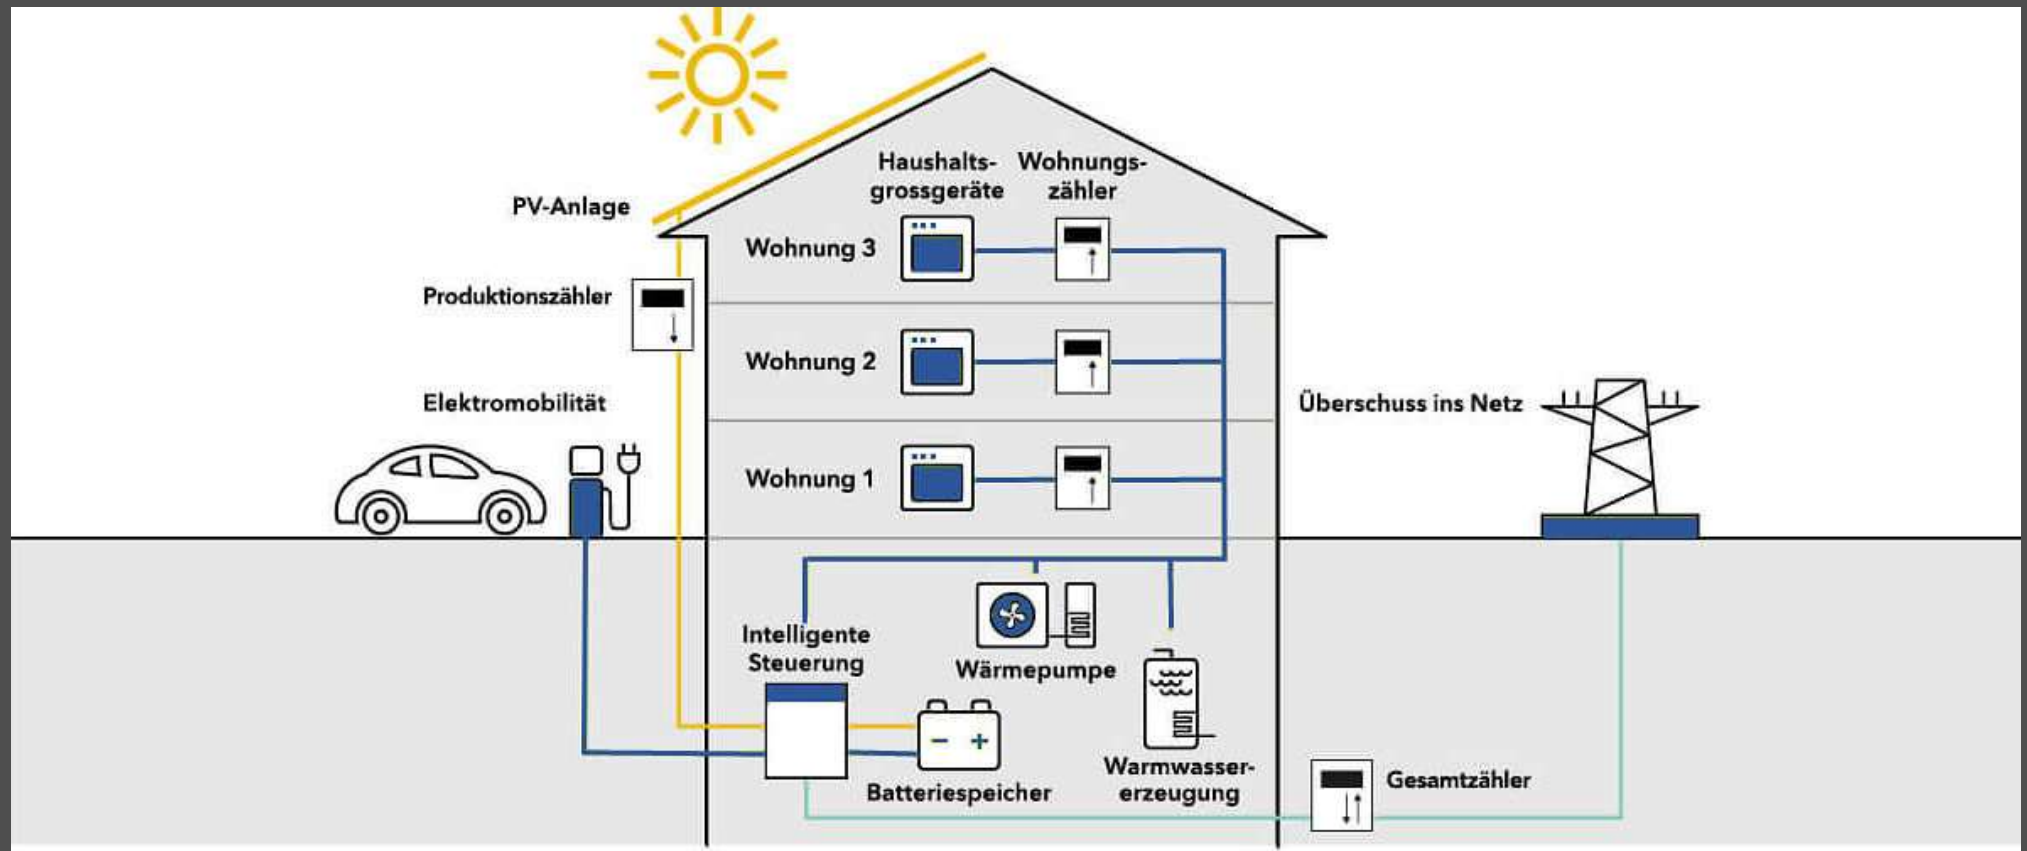 Haushalts-
grossgeräte
Wohnungs-
zähler
PV-Anlage
Wohnung 3
Produktionszähler
Wohnung 2
Elektromobilität
Überschuss ins Netz
Wohnung 1
Intelligente
Steuerung
Wärmepumpe
Warmwasser-
erzeugung
Batteriespeicher
Gesamtzähler